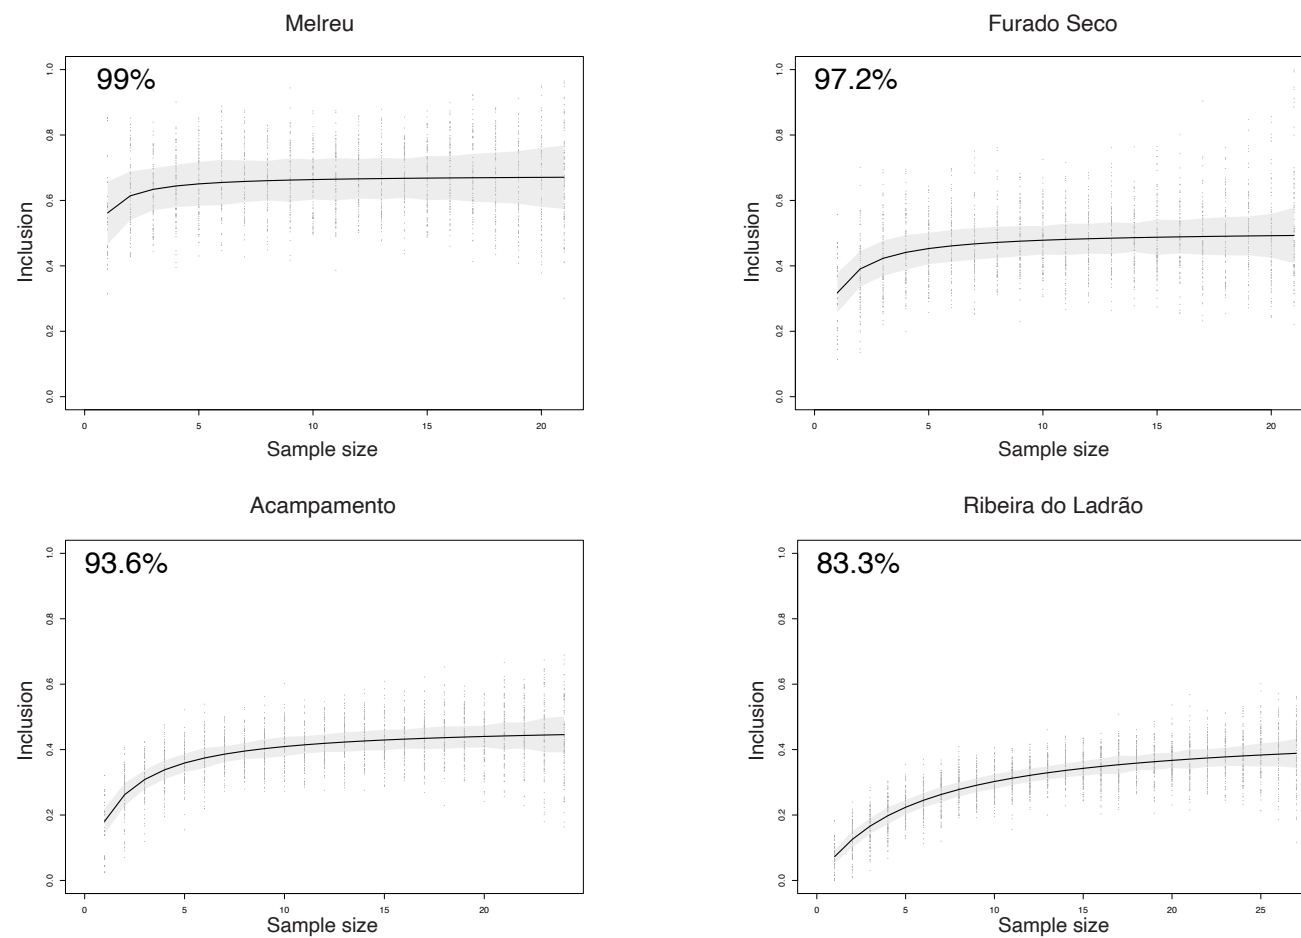 Melreu
99%
Inclusion
1.0
0.8
0.6
0.4
0.2
0.0
0 5 10 15 20
Sample size
Furado Seco
97.2%
Inclusion
1.0
0.8
0.6
0.4
0.2
0.0
0 5 10 15 20
Sample size
Acampamento
93.6%
Inclusion
1.0
0.8
0.6
0.4
0.2
0.0
0 5 10 15 20
Sample size
Ribeira do Ladrão
83.3%
Inclusion
1.0
0.8
0.6
0.4
0.2
0.0
0 5 10 15 20 25
Sample size